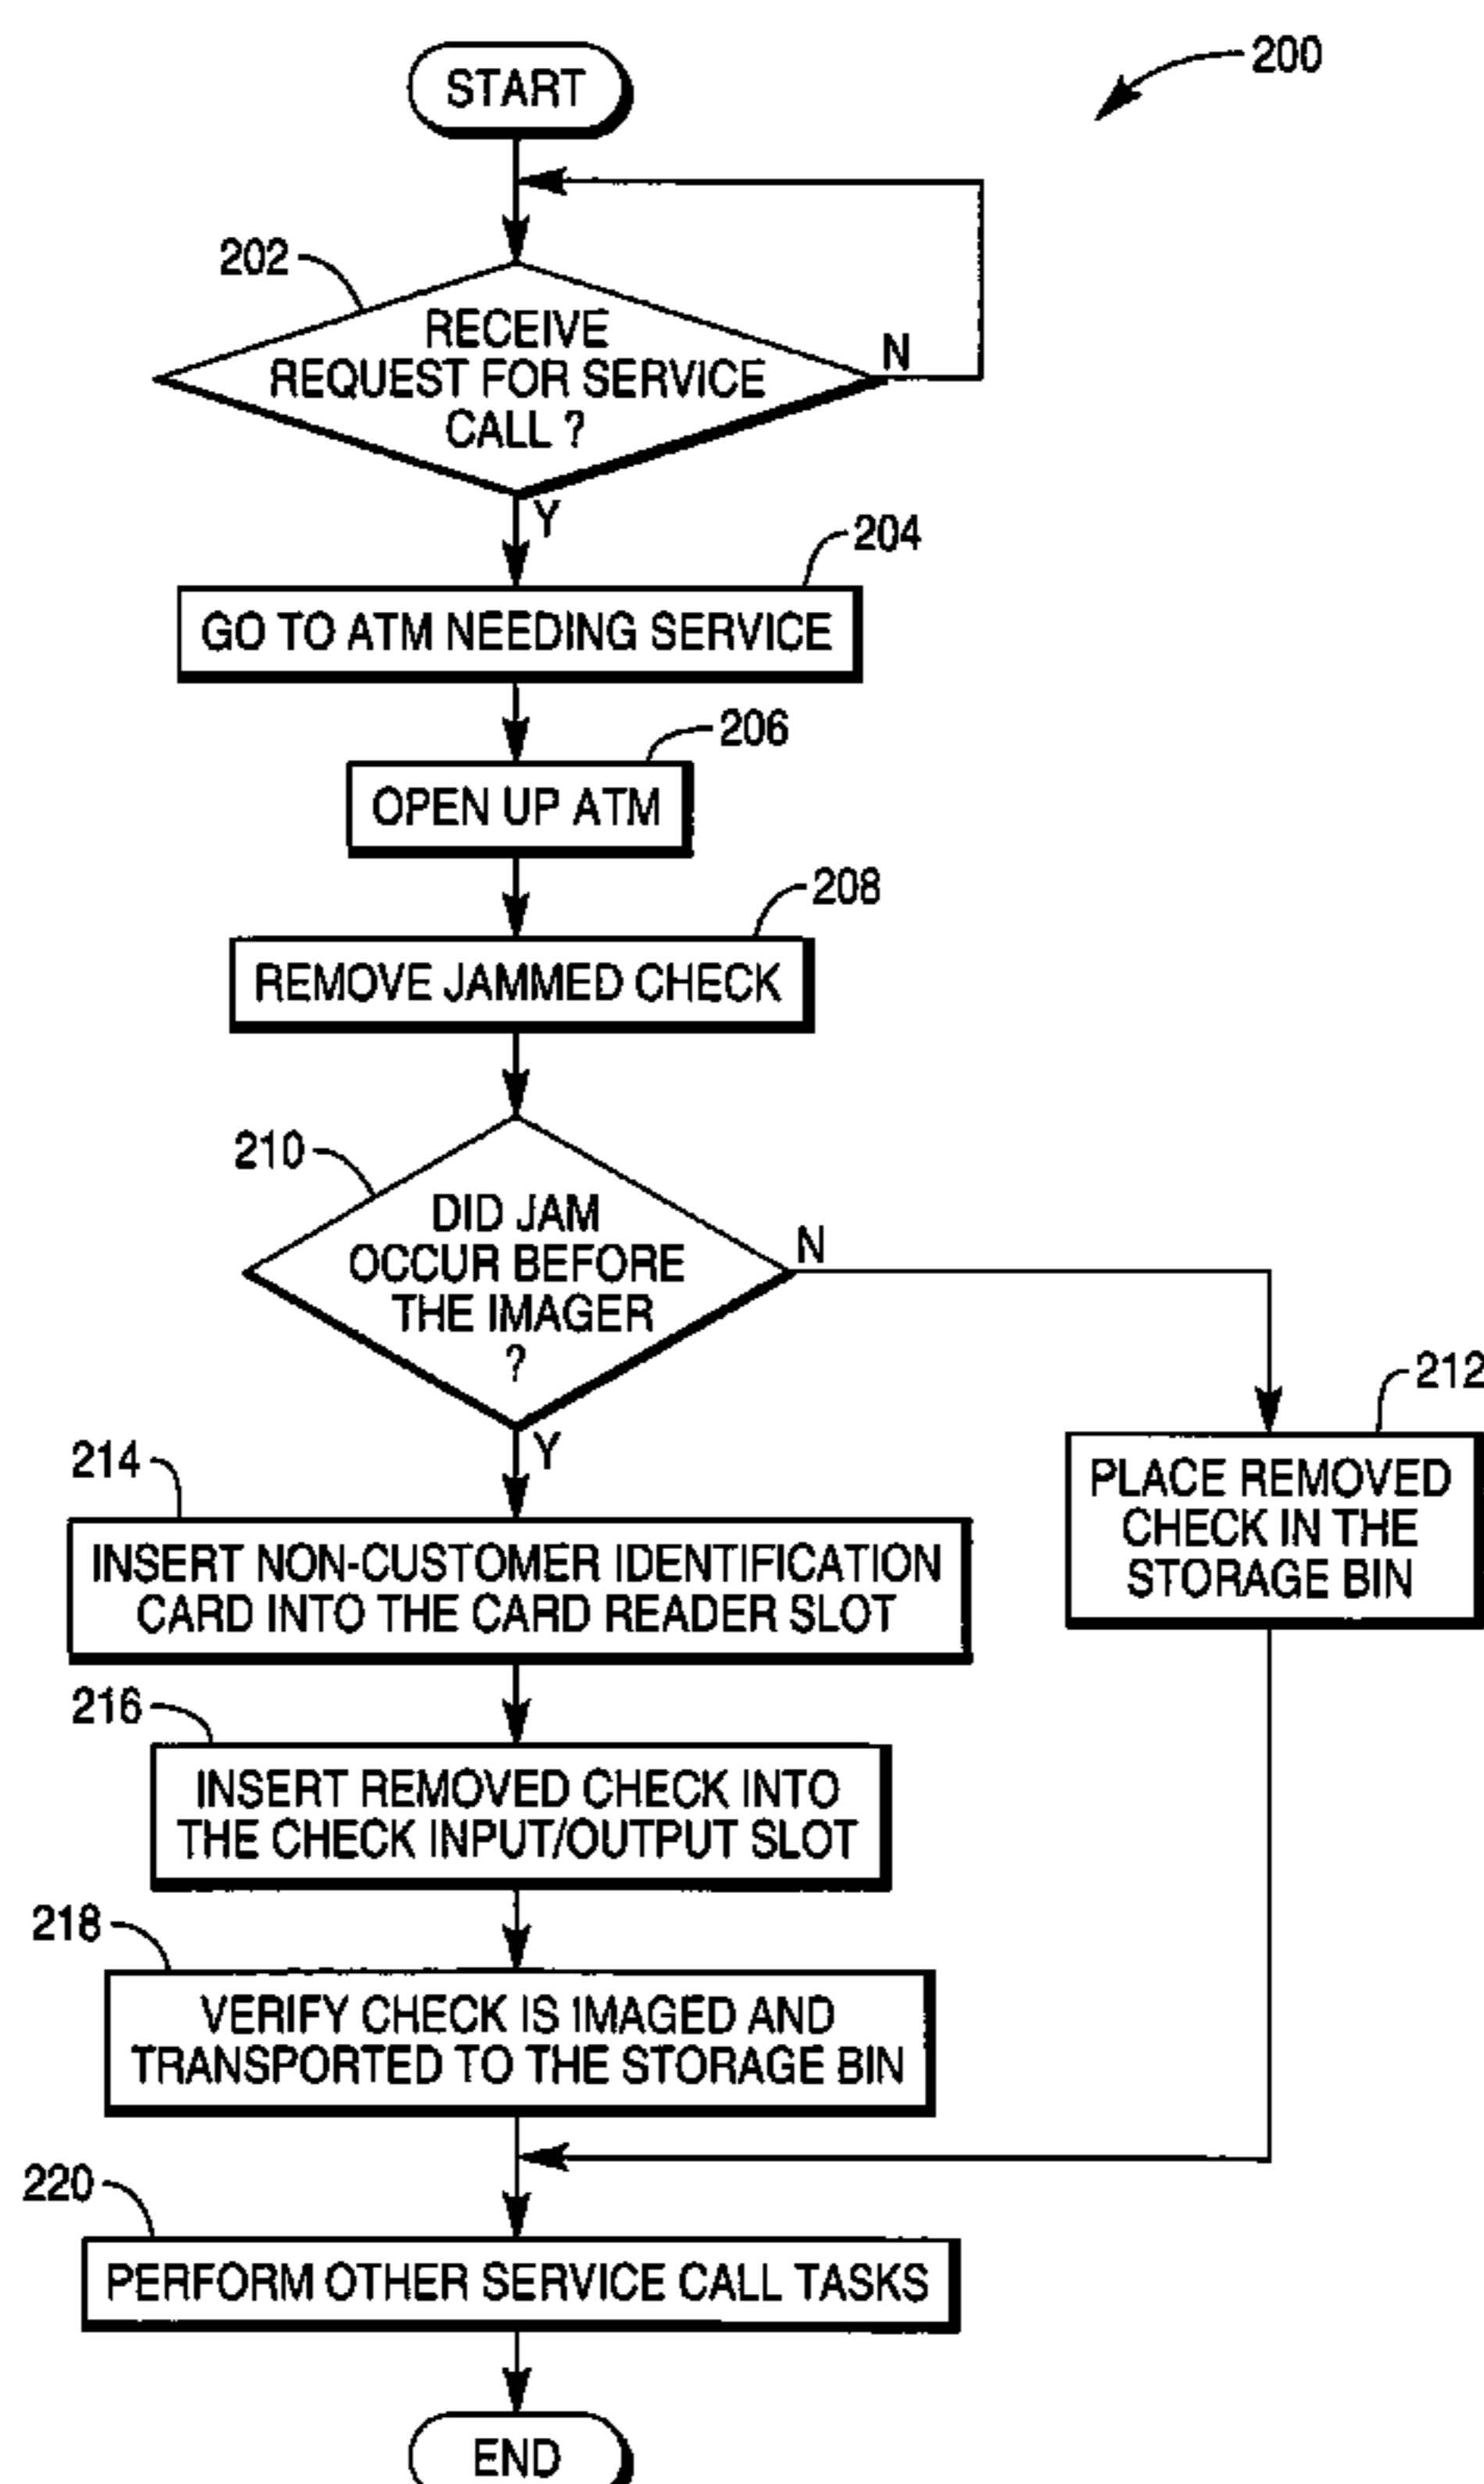 START
200
202
RECEIVE
REQUEST FOR SERVICE
CALL ?
N
Y
204
GO TO ATM NEEDING SERVICE
206
OPEN UP ATM
208
REMOVE JAMMED CHECK
210
DID JAM
OCCUR BEFORE
THE IMAGER
?
N
Y
212
PLACE REMOVED
CHECK IN THE
STORAGE BIN
214
INSERT NON-CUSTOMER IDENTIFICATION
CARD INTO THE CARD READER SLOT
216
INSERT REMOVED CHECK INTO
THE CHECK INPUT/OUTPUT SLOT
218
VERIFY CHECK IS IMAGED AND
TRANSPORTED TO THE STORAGE BIN
220
PERFORM OTHER SERVICE CALL TASKS
END